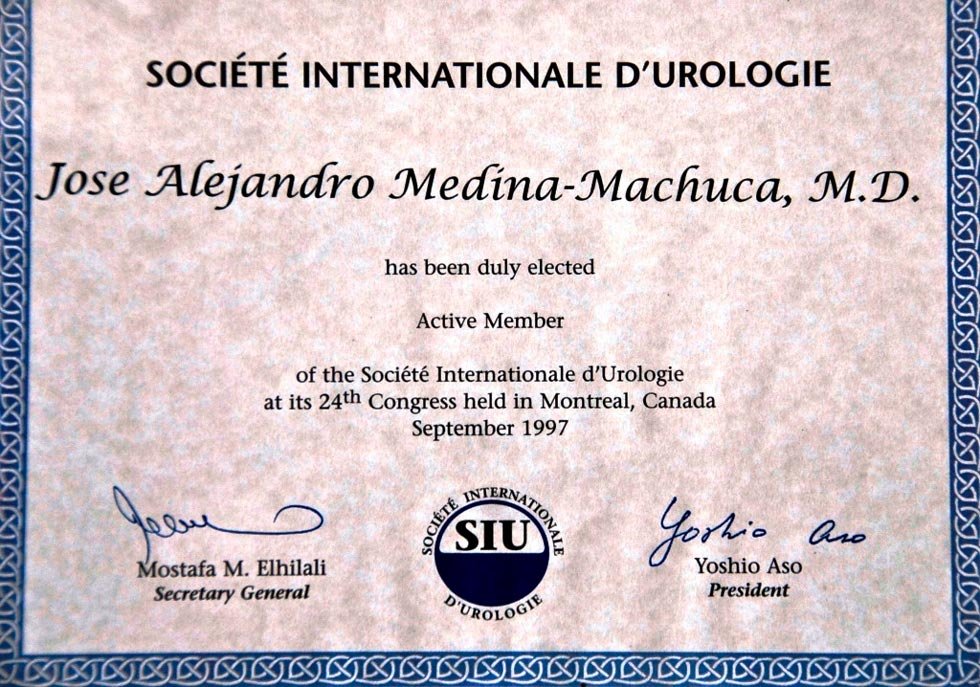 SOCIÉTÉ INTERNATIONALE D'UROLOGIE
Jose Alejandro Medina-Machuca, M.D.
has been duly elected
Active Member
of the Société Internationale d'Urologie
at its 24th Congress held in Montreal, Canada
September 1997
SOCIÉTÉ INTERNATIONALE
SIU
D'UROLOGIE
Mostafa M. Elhilali
Secretary General
Yoshio Aso
Yoshio Aso
President